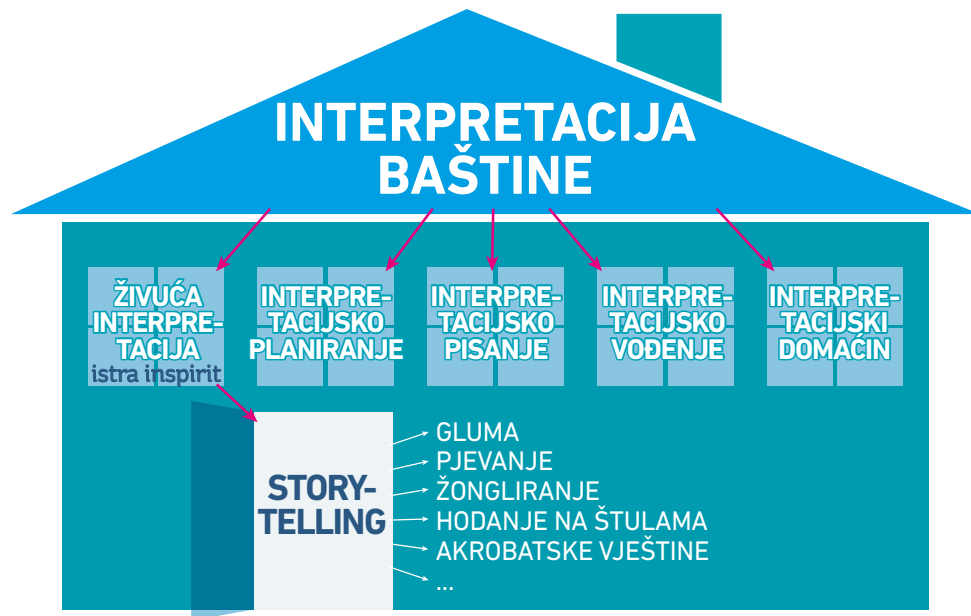 INTERPRETACIJA
BAŠTINE
ŽIVUĆA
INTERPRE-
TACIJA
istra inspirit
INTERPRE-
TACIJSKO
PLANIRANJE
INTERPRE-
TACIJSKO
PISANJE
INTERPRE-
TACIJSKO
VOĐENJE
INTERPRE-
TACIJSKI
DOMAĆIN
STORY-
TELLING
GLUMA
PJEVANJE
ŽONGLIRANJE
HODANJE NA ŠTULAMA
AKROBATSKE VJEŠTINE
...